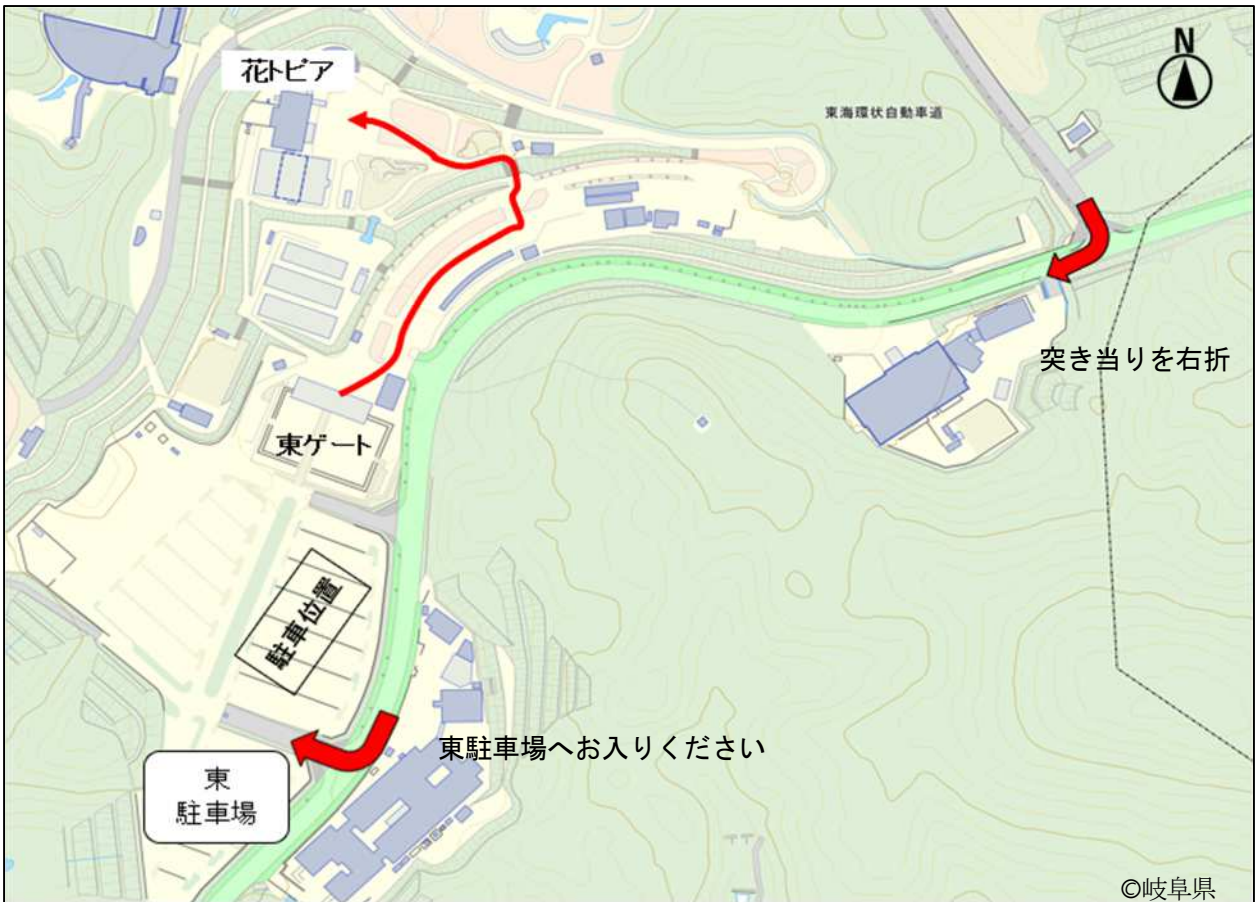 花トピア
N
東海環状自動車道
突き当りを右折
東ゲート
駐車位置
東駐車場へお入りください
東
駐車場
©岐阜県